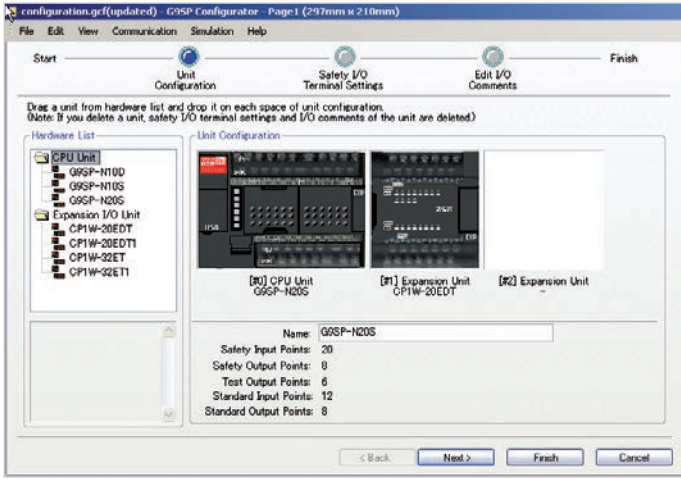 configuration.gcf(updated) - G9SP Configurator - Page1 (297mm x 210mm)
File Edit View Communication Simulation Help
Start
Unit
Configuration
Safety I/O
Terminal Settings
Edit I/O
Comments
Finish
Drag a unit from hardware list and drop it on each space of unit configuration.
(Note: If you delete a unit, safety I/O terminal settings and I/O comments of the unit are deleted.)
Hardware List
CPU Unit
G9SP-N10D
G9SP-N10S
G9SP-N20S
Expansion I/O Unit
CP1W-20EDT
CP1W-20EDT1
CP1W-32ET
CP1W-32ET1
Unit Configuration
[#0] CPU Unit
G9SP-N20S
[#1] Expansion Unit
CP1W-20EDT
[#2] Expansion Unit
-
Name: G9SP-N20S
Safety Input Points: 20
Safety Output Points: 8
Test Output Points: 6
Standard Input Points: 12
Standard Output Points: 8
< Back Next > Finish Cancel